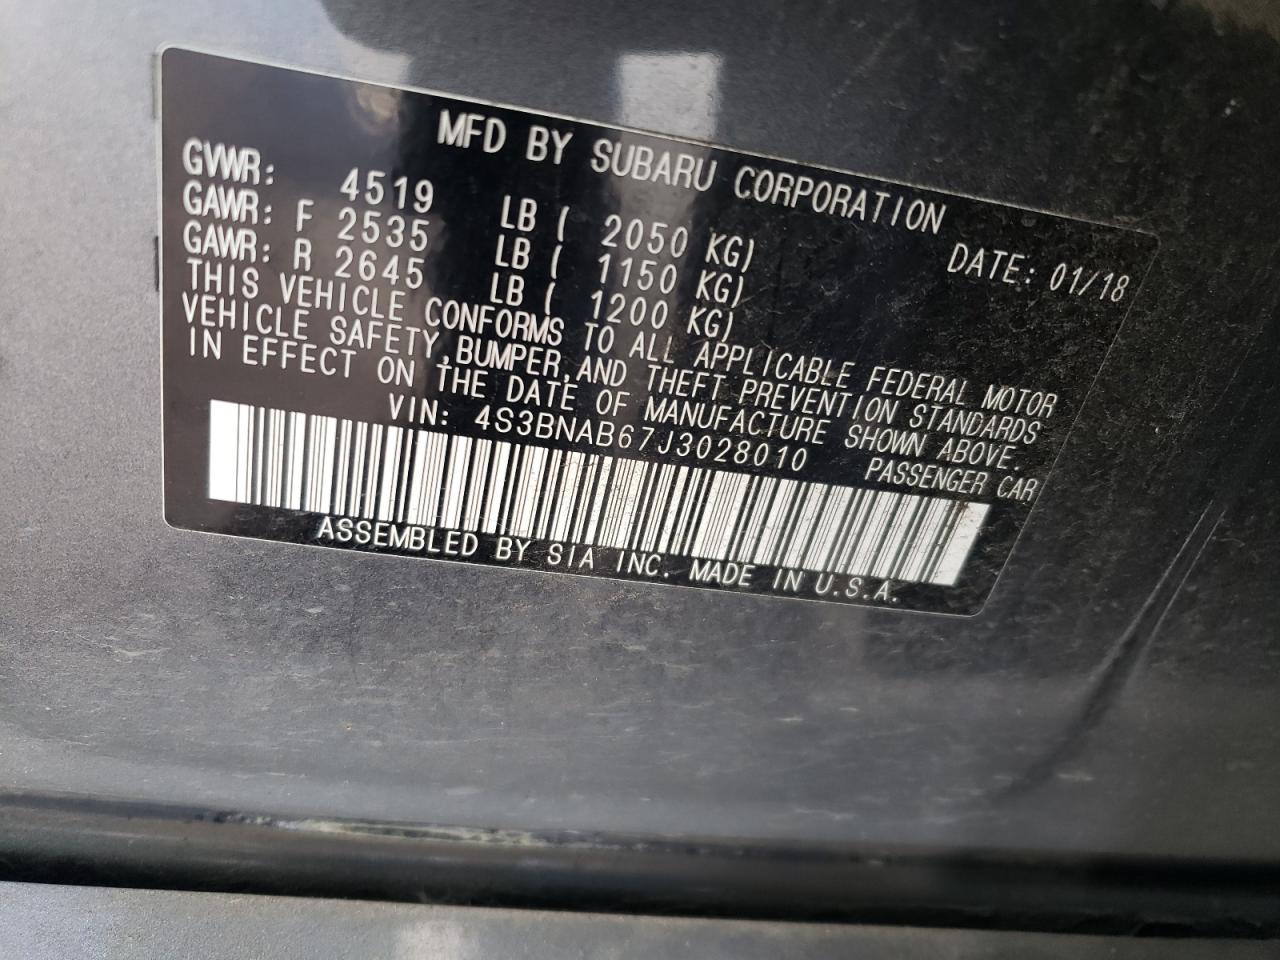 MFD BY SUBARU CORPORATION
GVWR: 4519 LB ( 2050 KG) DATE: 01/18
GAWR: F 2535 LB ( 1150 KG)
GAWR: R 2645 LB ( 1200 KG)
THIS VEHICLE CONFORMS TO ALL APPLICABLE FEDERAL MOTOR
VEHICLE SAFETY, BUMPER, AND THEFT PREVENTION STANDARDS
IN EFFECT ON THE DATE OF MANUFACTURE SHOWN ABOVE.
VIN: 4S3BNAB67J3028010 PASSENGER CAR
ASSEMBLED BY SIA INC. MADE IN U.S.A.